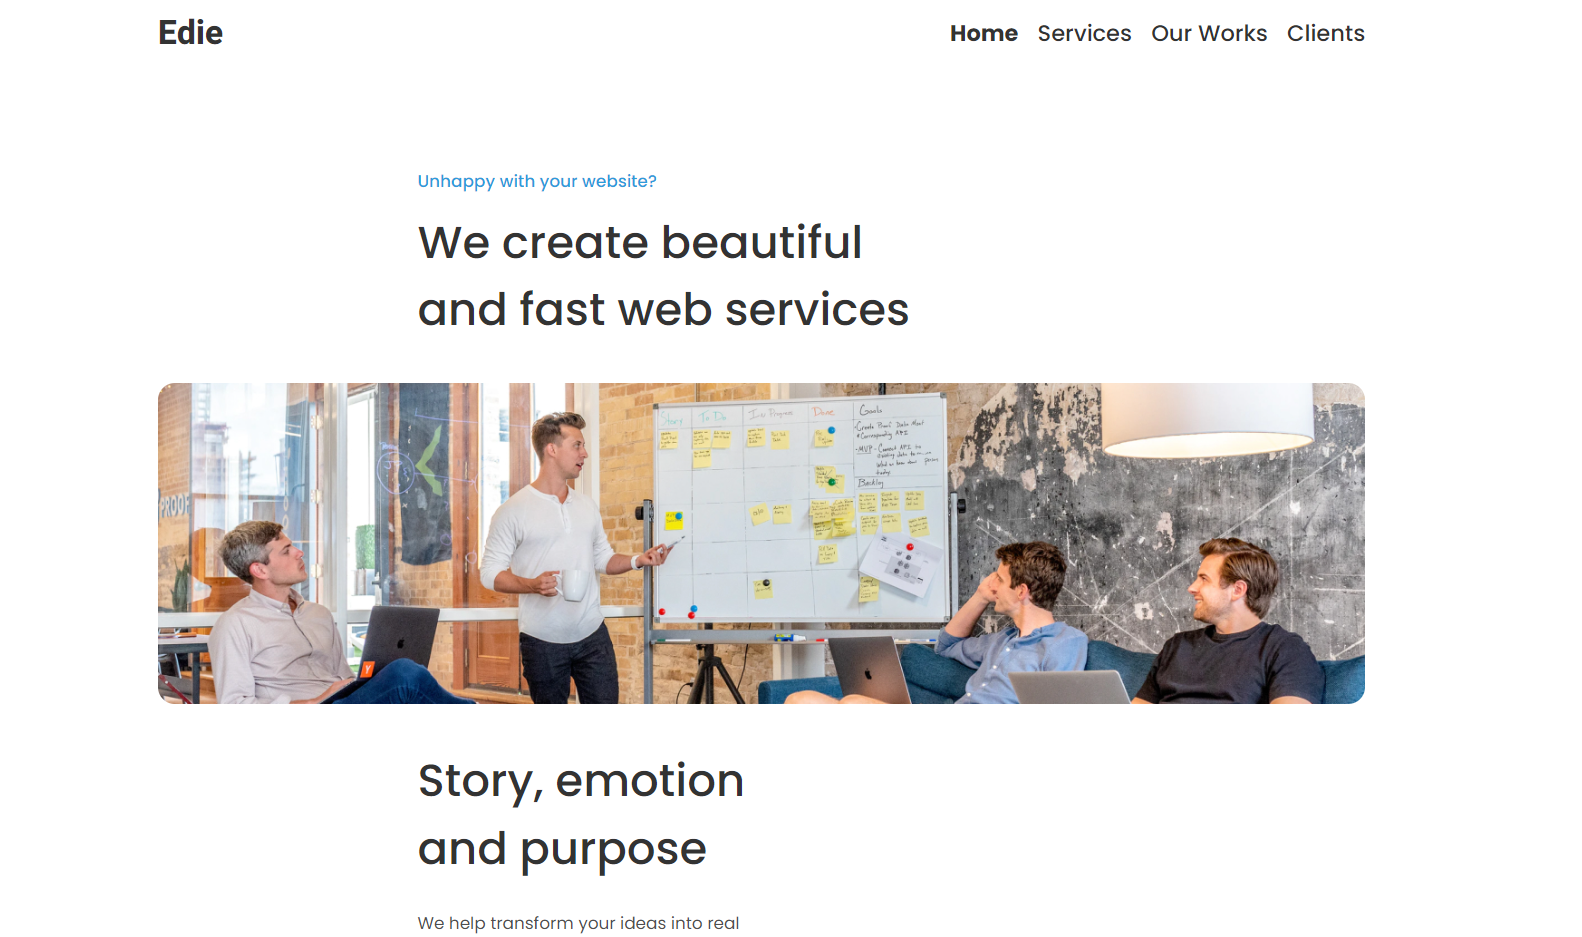 Edie
Home Services Our Works Clients
Unhappy with your website?
We create beautiful
and fast web services
PROOF
Story To Do In Progress Done Goals
Backlog
Story, emotion
and purpose
We help transform your ideas into real